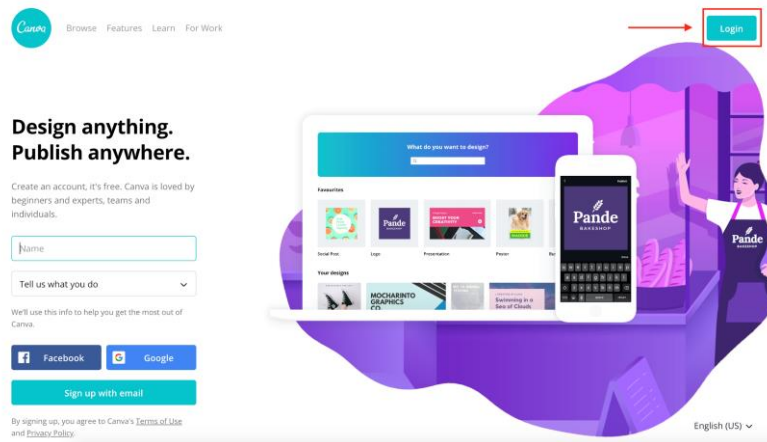 Canva
Browse Features Learn For Work
Login
Design anything.
Publish anywhere.
Create an account, it's free. Canva is loved by
beginners and experts, teams and
individuals.
Name
Tell us what you do
We'll use this info to help you get the most out of
Canva.
Facebook
Google
Sign up with email
By signing up, you agree to Canva's Terms of Use
and Privacy Policy.
What do you want to design?
Favourites
Social Post
Logo
Presentation
Poster
Your designs
MOCHARINTO
GRAPHICS
CO
Swimming in a
Sea of Clouds
Pande
BAKESHOP
Pande
English (US)